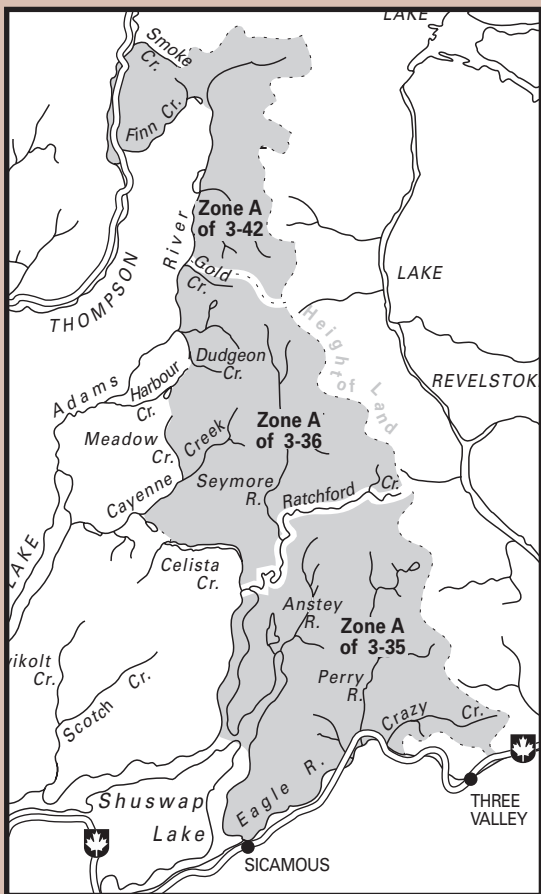 LAKE
Smoke
Cr.
Finn Cr.
Zone A
of 3-42
River
THOMPSON
Gold
Cr.
LAKE
Height
of
Land
Adams
Harbour
Cr.
Dudgeon
Cr.
REVELSTOK
Meadow
Cr.
Zone A
of 3-36
Cayenne Creek
Seymore
R.
Ratchford Cr.
LAKE
Celista
Cr.
Anstey
R.
Zone A
of 3-35
wikolt
Cr.
Perry
R.
Scotch Cr.
Crazy Cr.
Eagle R.
Shuswap
Lake
THREE
VALLEY
SICAMOUS